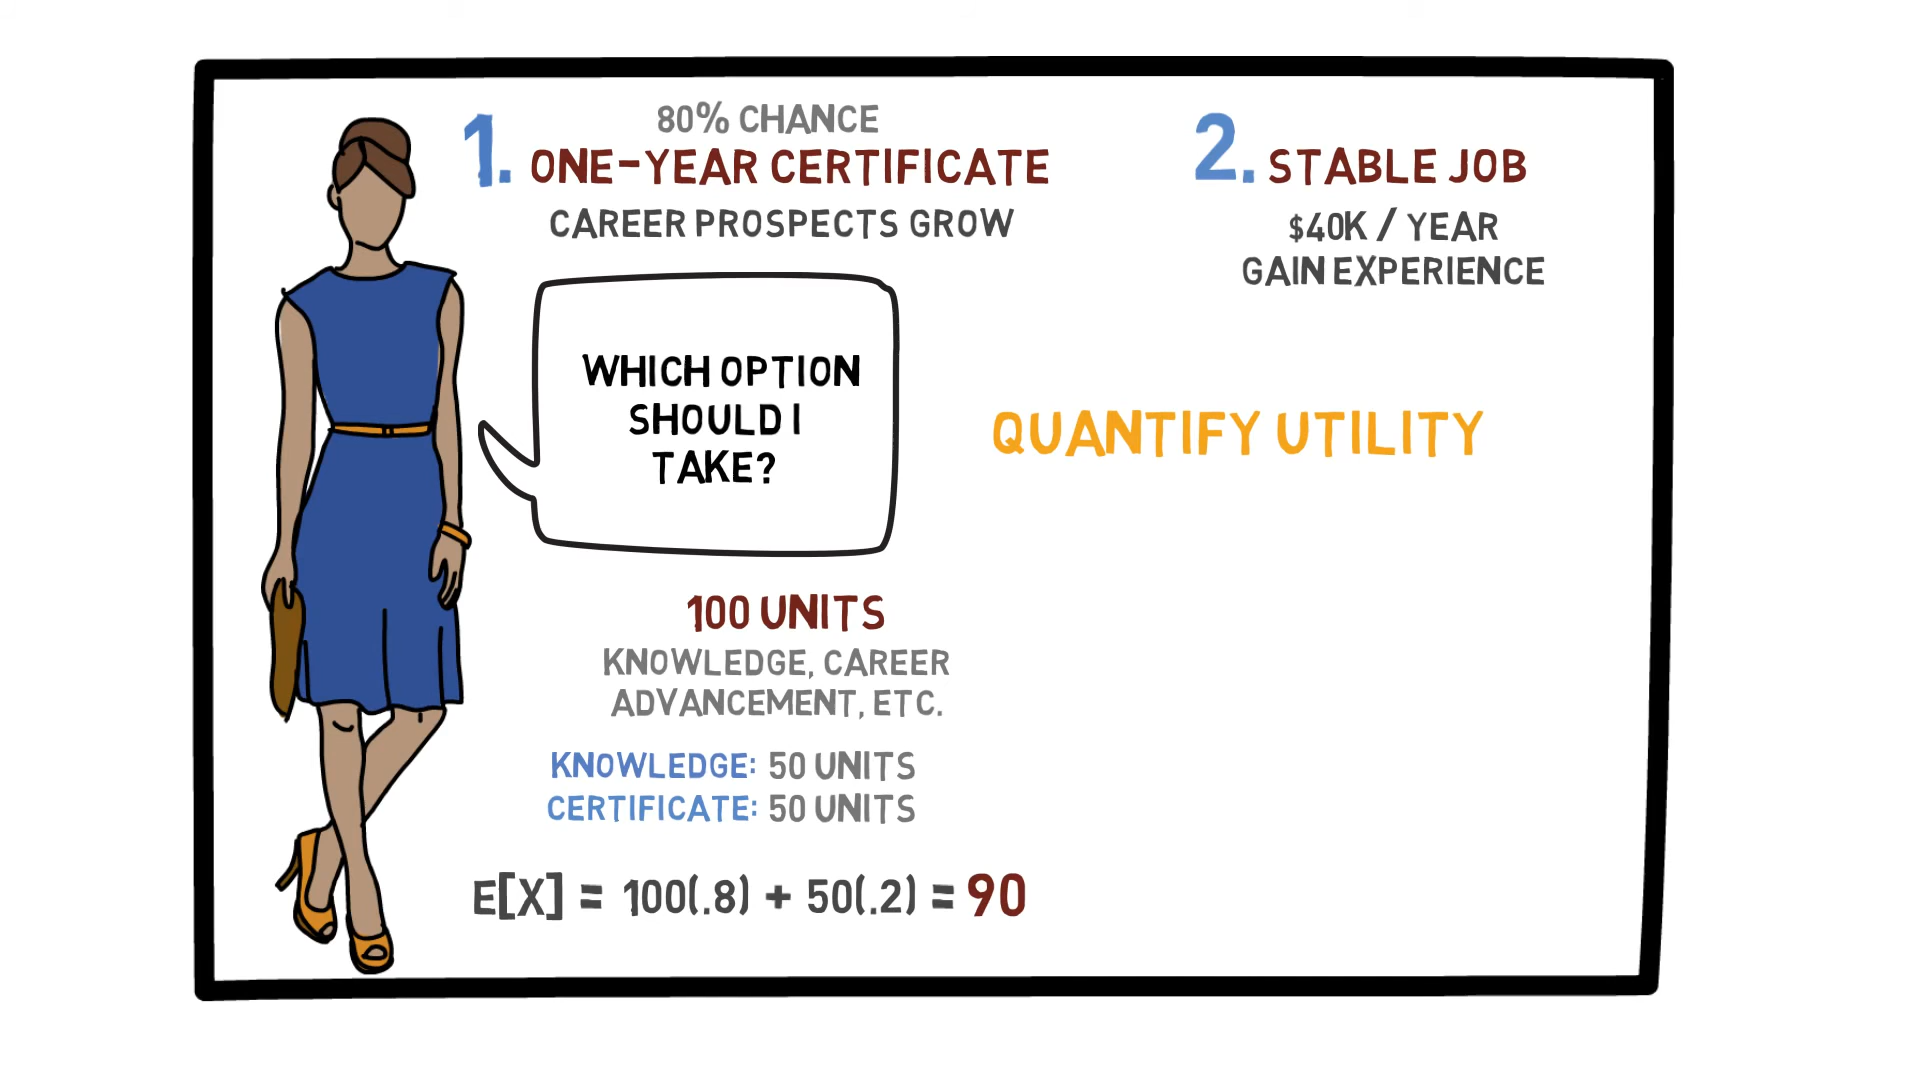 80% CHANCE
1. ONE-YEAR CERTIFICATE
CAREER PROSPECTS GROW
2. STABLE JOB
$40K / YEAR
GAIN EXPERIENCE
WHICH OPTION
SHOULD I
TAKE?
QUANTIFY UTILITY
100 UNITS
KNOWLEDGE, CAREER
ADVANCEMENT, ETC.
KNOWLEDGE: 50 UNITS
CERTIFICATE: 50 UNITS
E[X] = 100(.8) + 50(.2) = 90